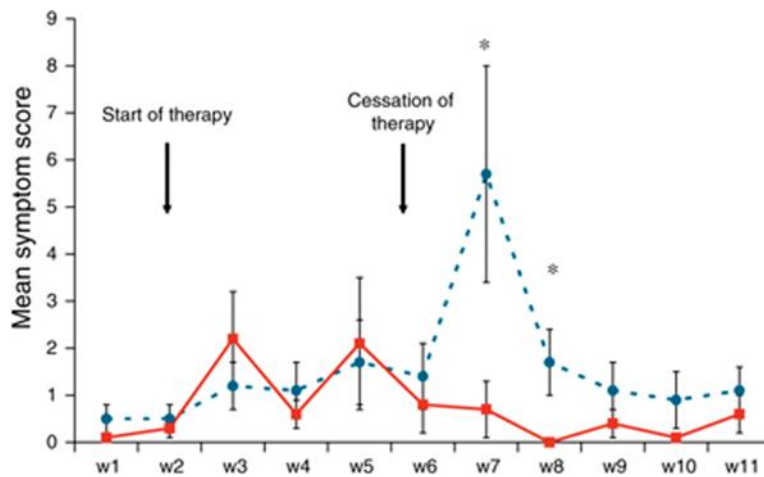 9
8
7
6
5
4
3
2
1
0
Mean symptom score
Start of therapy
Cessation of
therapy
*
*
w1 w2 w3 w4 w5 w6 w7 w8 w9 w10 w11